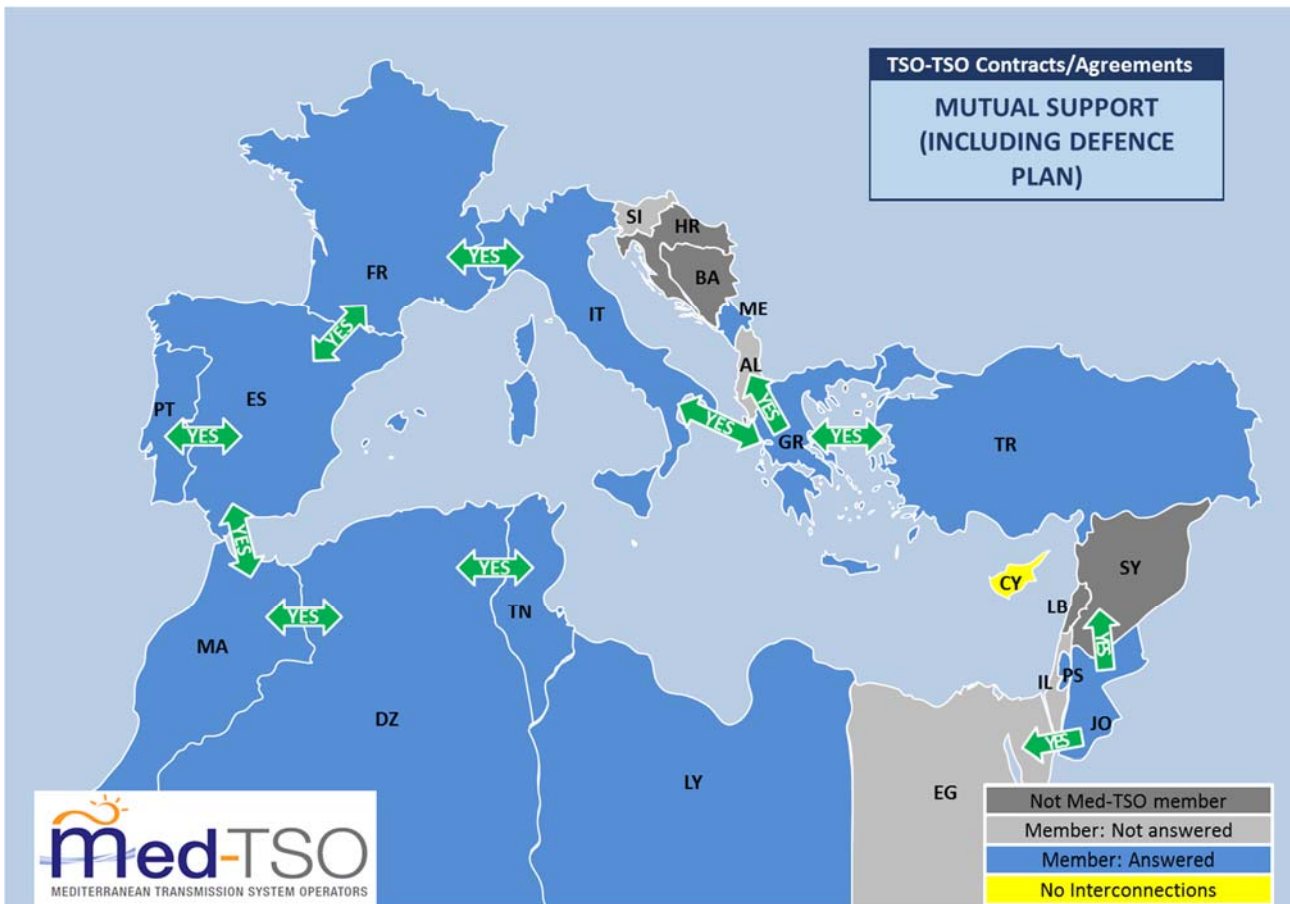 TSO-TSO Contracts/Agreements
MUTUAL SUPPORT
(INCLUDING DEFENCE
PLAN)
SI
HR
BA
FR
YES
IT
ME
YES
AL
ES
PT
YES
YES
YES
GR
YES
TR
YES
YES
CY
SY
LB
TN
YES
MA
YES
PS
IL
DZ
JO
YES
LY
EG
Not Med-TSO member
Member: Not answered
Member: Answered
No Interconnections
med-TSO
MEDITERRANEAN TRANSMISSION SYSTEM OPERATORS